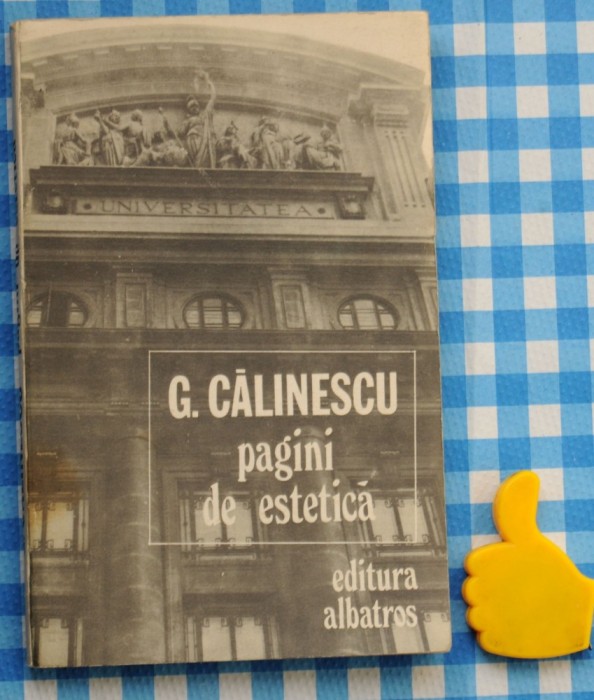 • UNIVERSITATEA •
G. CĂLINESCU
pagini
de estetică
editura
albatros